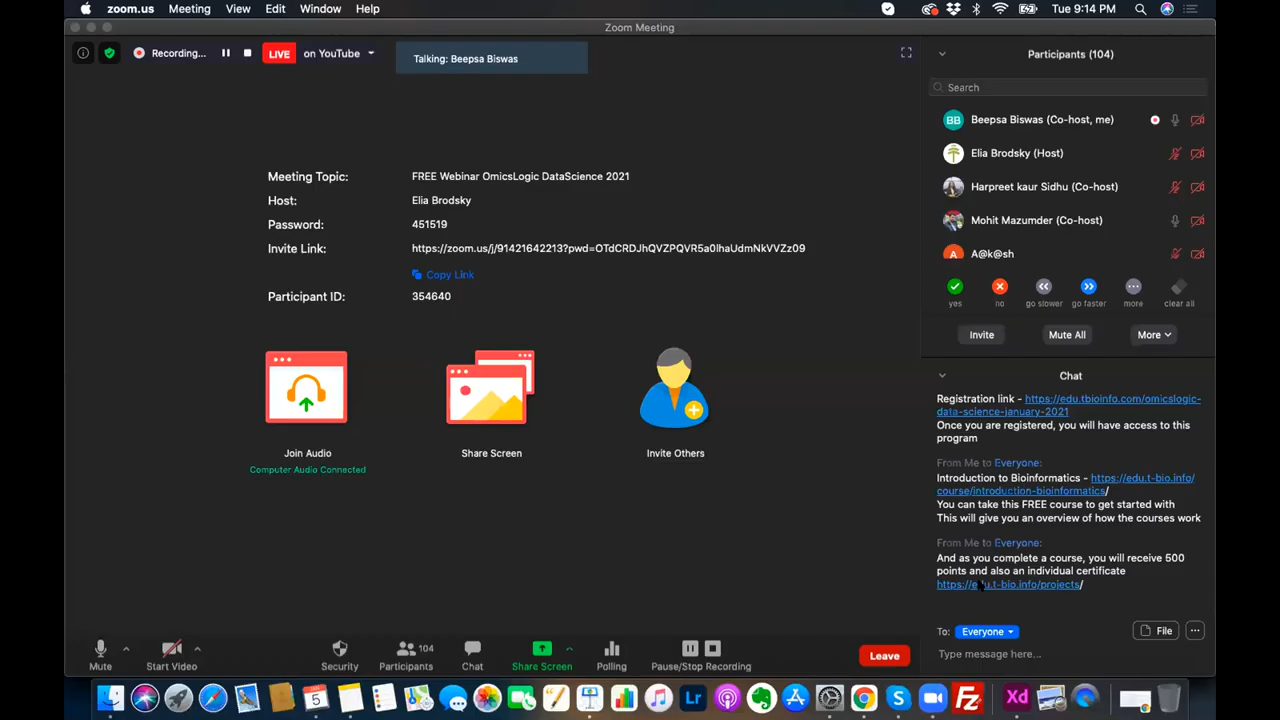 zoom.us Meeting View Edit Window Help Tue 9:14 PM
Zoom Meeting
Recording... LIVE on YouTube Talking: Beepsa Biswas
Meeting Topic: FREE Webinar OmicsLogic DataScience 2021
Host: Elia Brodsky
Password: 451519
Invite Link: https://zoom.us/j/91421642213?pwd=OTdCRDJhQVZPQVR5a0lhaUdmNkVVZz09
Copy Link
Participant ID: 354640
Join Audio Share Screen Invite Others
Computer Audio Connected
Participants (104)
Search
BB Beepsa Biswas (Co-host, me)
Elia Brodsky (Host)
Harpreet kaur Sidhu (Co-host)
Mohit Mazumder (Co-host)
A A@k@sh
yes no go slower go faster more clear all
Invite Mute All More
Chat
Registration link - https://edu.tbioinfo.com/omicslogic-
data-science-january-2021
Once you are registered, you will have access to this
program
From Me to Everyone:
Introduction to Bioinformatics - https://edu.t-bio.info/
course/introduction-bioinformatics/
You can take this FREE course to get started with
This will give you an overview of how the courses work
From Me to Everyone:
And as you complete a course, you will receive 500
points and also an individual certificate
https://edu.t-bio.info/projects/
To: Everyone File
Type message here...
104
Mute Start Video Security Participants Chat Share Screen Polling Pause/Stop Recording Leave
5
Lr Xd Fz